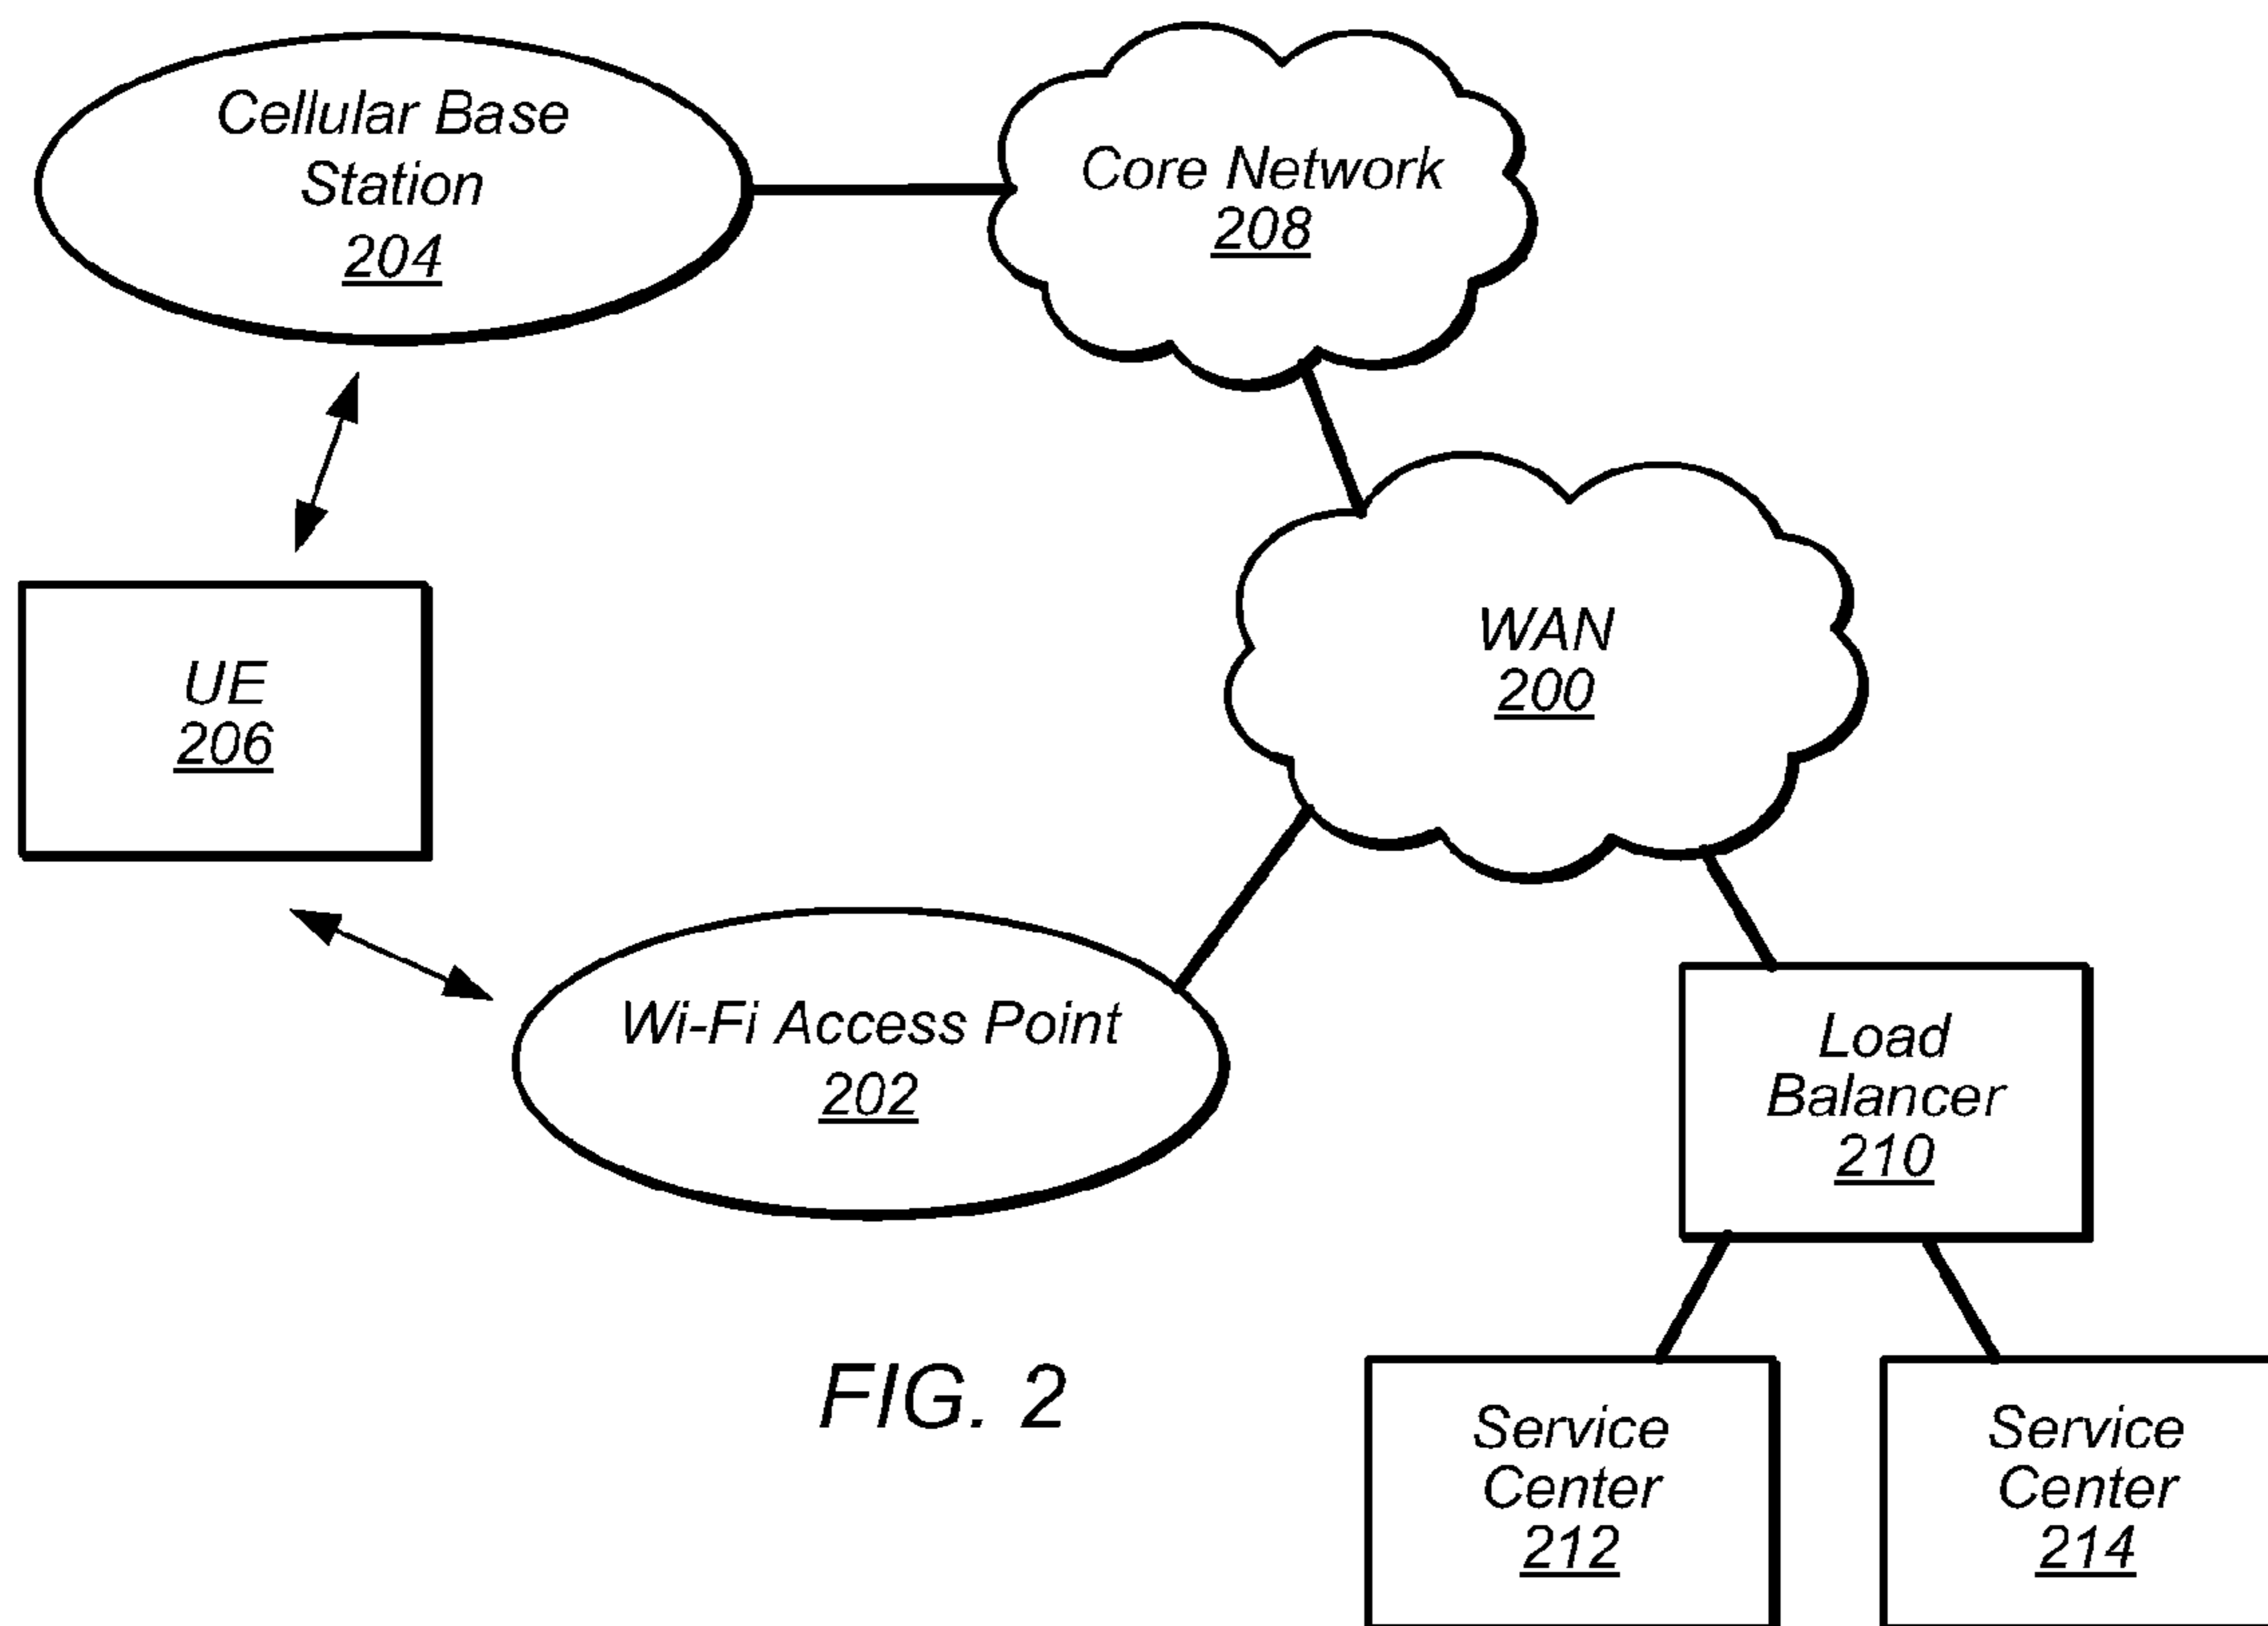 Cellular Base
Station
204
Core Network
208
UE
206
WAN
200
Wi-Fi Access Point
202
Load
Balancer
210
FIG. 2
Service
Center
212
Service
Center
214